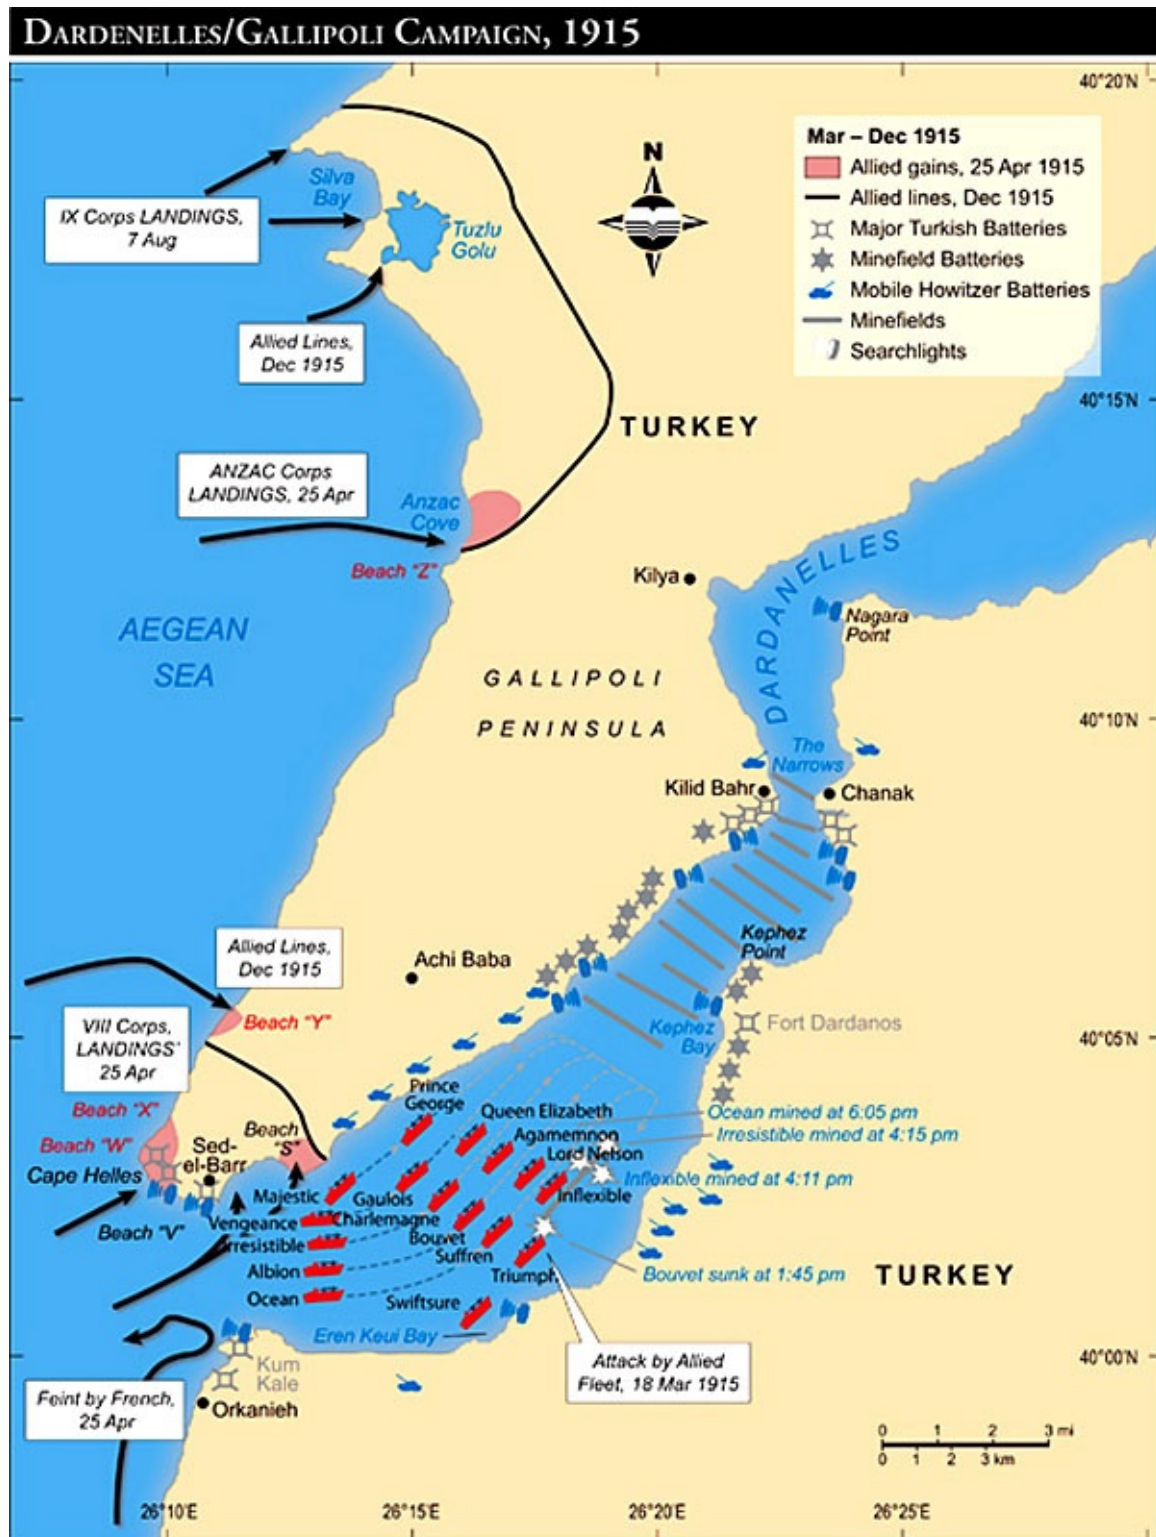 DARDENELLES/GALLIPOLI CAMPAIGN, 1915
40°20'N
Mar – Dec 1915
Allied gains, 25 Apr 1915
Allied lines, Dec 1915
Major Turkish Batteries
Minefield Batteries
Mobile Howitzer Batteries
Minefields
Searchlights
N
Silva
Bay
Tuzlu
Golu
IX Corps LANDINGS,
7 Aug
Allied Lines,
Dec 1915
40°15'N
TURKEY
ANZAC Corps
LANDINGS, 25 Apr
Anzac
Cove
Beach "Z"
DARDANELLES
Kilya
Nagara
Point
AEGEAN
SEA
GALLIPOLI
PENINSULA
40°10'N
The
Narrows
Kilid Bahr
Chanak
Kephez
Point
Allied Lines,
Dec 1915
Achi Baba
Beach "Y"
VIII Corps,
LANDINGS'
25 Apr
Kephez
Bay
Fort Dardanos
40°05'N
Beach "X"
Beach "W"
Cape Helles
Sed-
el-Barr
Beach
"S"
Beach "V"
Prince
George
Queen Elizabeth
Agamemnon
Lord Nelson
Inflexible
Ocean mined at 6:05 pm
Irresistible mined at 4:15 pm
Inflexible mined at 4:11 pm
Majestic
Gaulois
Vengeance
Charlemagne
Irresistible
Bouvet
Suffren
Albion
Triumph
Ocean
Swiftsure
Bouvet sunk at 1:45 pm
TURKEY
Eren Keui Bay
Attack by Allied
Fleet, 18 Mar 1915
40°00'N
Kum
Kale
Feint by French,
25 Apr
Orkanieh
0 1 2 3 mi
0 1 2 3 km
26°10'E
26°15'E
26°20'E
26°25'E